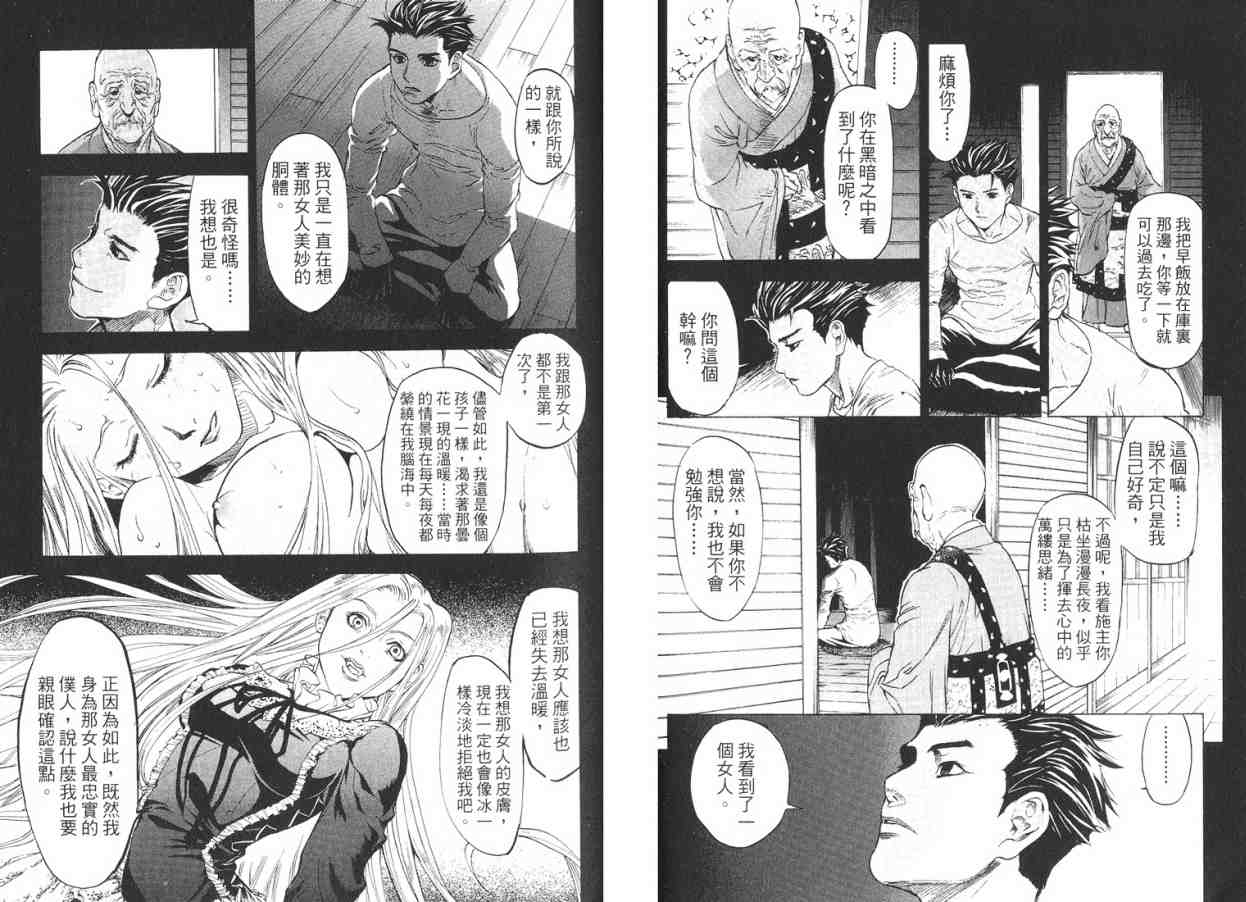 我把早飯放在庫裏
那邊，你等一下就
可以過去吃了。
麻煩你了…
………
你在黑暗之中看
到了什麼呢？
你問這個
幹嘛？
這個嘛……
說不定只是我
自己好奇，
不過呢，我看施主你
枯坐漫漫長夜，似乎
只是為了揮去心中的
萬縷思緒……
當然，如果你不
想說，我也不會
勉強你……
………
我看到了一
個女人。
就跟你所說
的一樣，
我只是一直在想
著那女人美妙的
胴體。
很奇怪嗎……
我想也是。
我跟那女人
都不是第一
次了，
儘管如此，我還是像個
孩子一樣，渴求著那曇
花一現的溫暖……當時
的情景現在每天每夜都
縈繞在我腦海中。
我想那女人應該也
已經失去溫暖，
我想那女人的皮膚，
現在一定也會像冰一
樣冷淡地拒絕我吧。
正因為如此，既然我
身為那女人最忠實的
僕人，說什麼我也要
親眼確認這點。